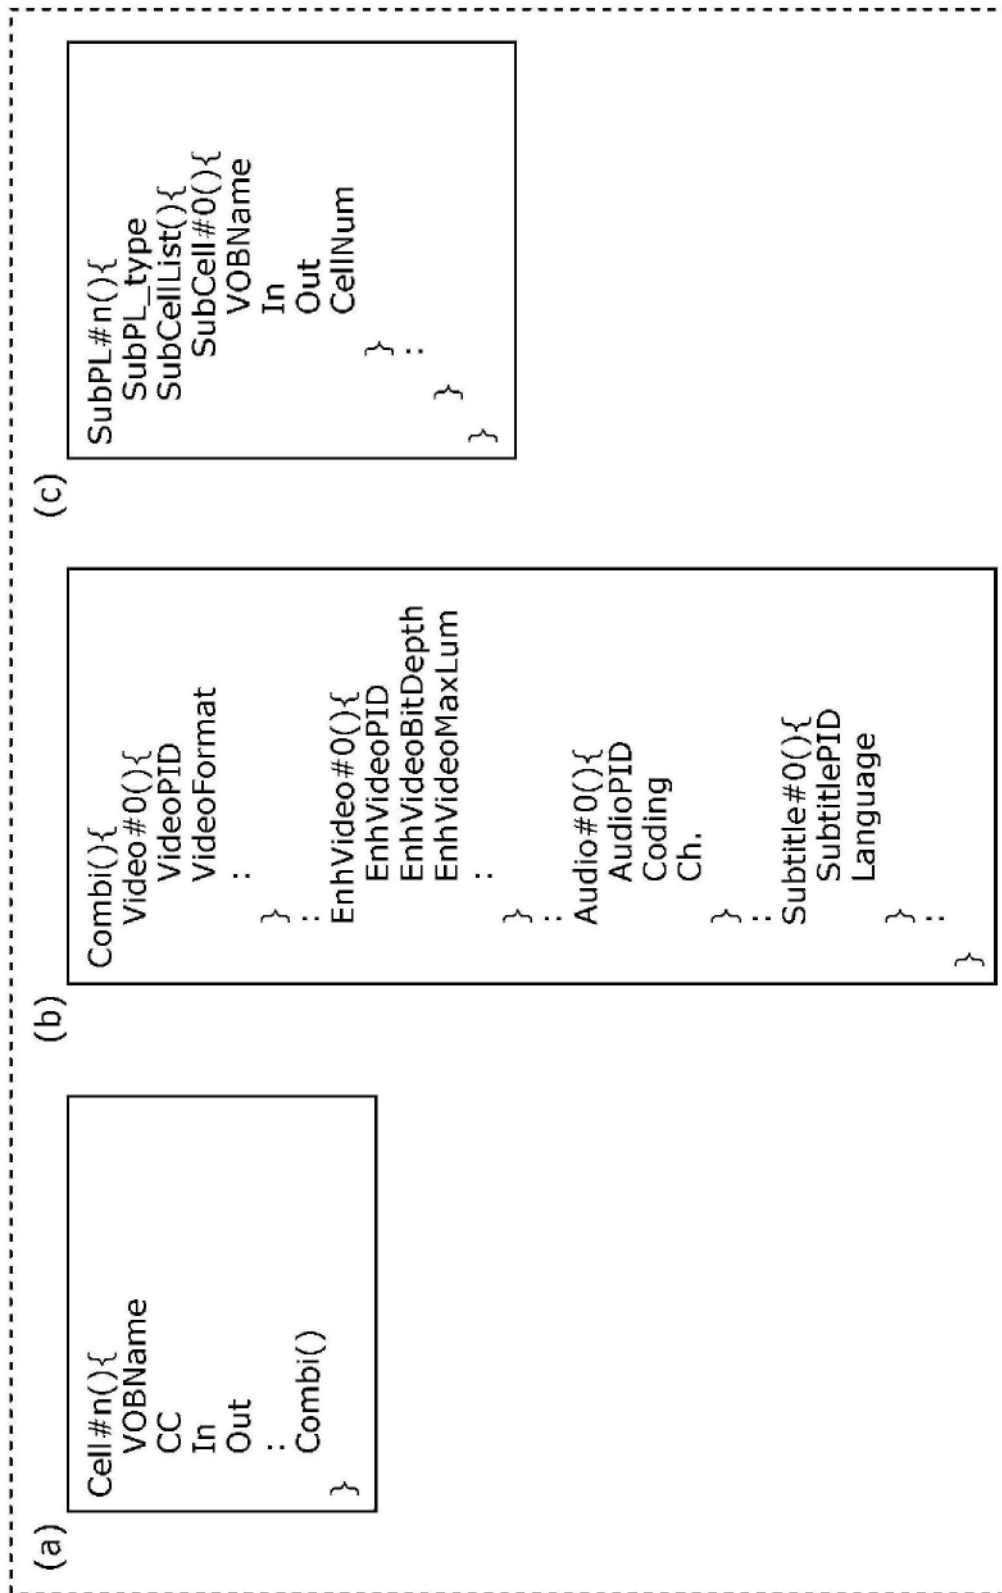 (a)
Cell#n(){
VOBName
CC
In
Out
:
Combi()
}
(b)
Combi(){
Video#0(){
VideoPID
VideoFormat
:
}
:
EnhVideo#0(){
EnhVideoPID
EnhVideoBitDepth
EnhVideoMaxLum
:
}
:
Audio#0(){
AudioPID
Coding
Ch.
}
:
Subtitle#0(){
SubtitlePID
Language
}
:
}
(c)
SubPL#n(){
SubPL_type
SubCellList(){
SubCell#0(){
VOBName
In
Out
CellNum
}
:
}
}